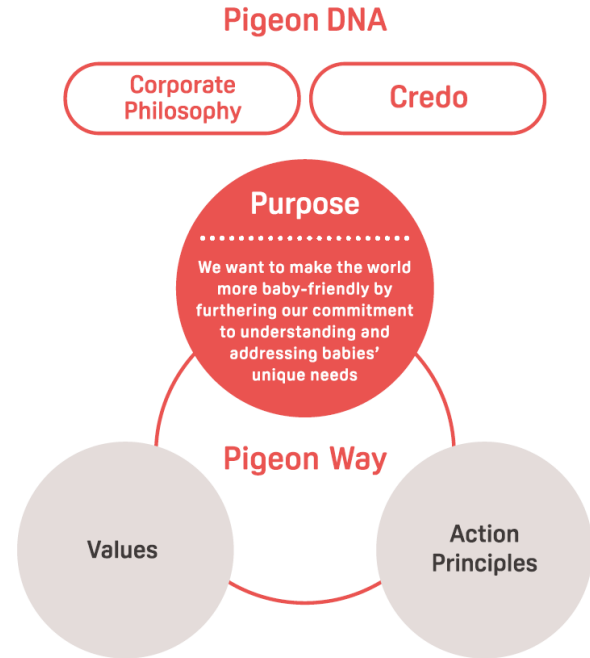 Pigeon DNA
Corporate
Philosophy
Credo
Purpose
We want to make the world
more baby-friendly by
furthering our commitment
to understanding and
addressing babies’
unique needs
Pigeon Way
Values
Action
Principles